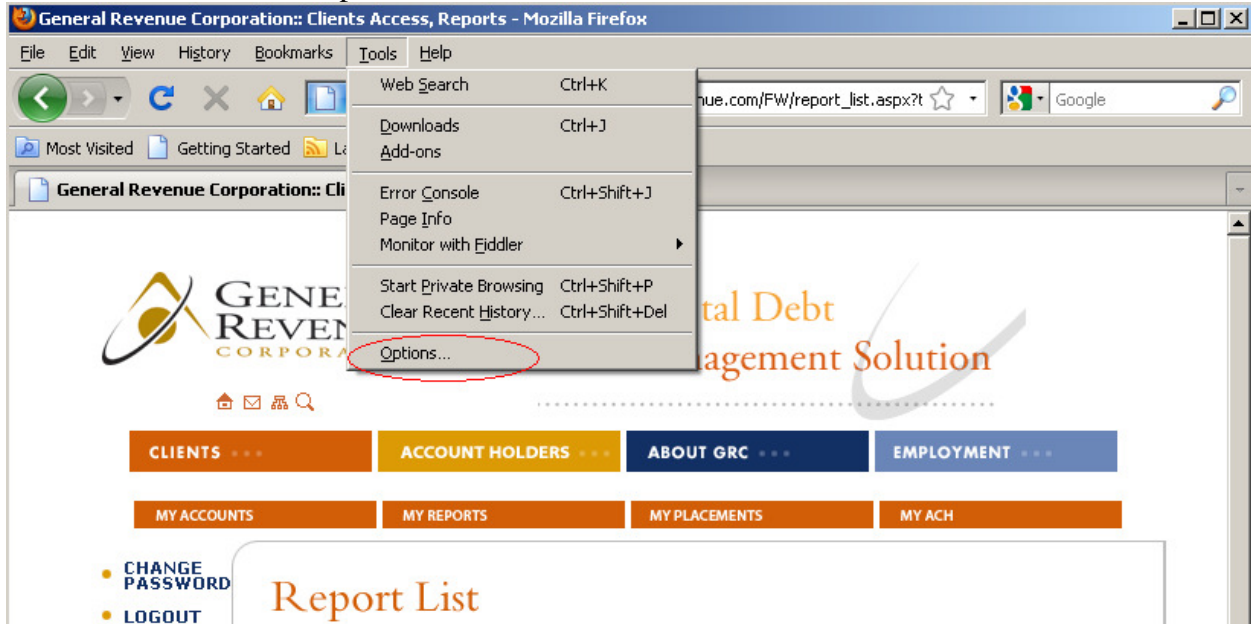 General Revenue Corporation:: Clients Access, Reports - Mozilla Firefox
File Edit View History Bookmarks Tools Help
Web Search Ctrl+K
nue.com/FW/report_list.aspx?t Google
Downloads Ctrl+J
Most Visited Getting Started La
Add-ons
General Revenue Corporation:: Cli
Error Console Ctrl+Shift+J
Page Info
Monitor with Fiddler
Start Private Browsing Ctrl+Shift+P
Clear Recent History... Ctrl+Shift+Del
Options...
GENE
REVEN
CORPORA
tal Debt
agement Solution
CLIENTS ACCOUNT HOLDERS ABOUT GRC EMPLOYMENT
MY ACCOUNTS MY REPORTS MY PLACEMENTS MY ACH
CHANGE
PASSWORD
LOGOUT
Report List